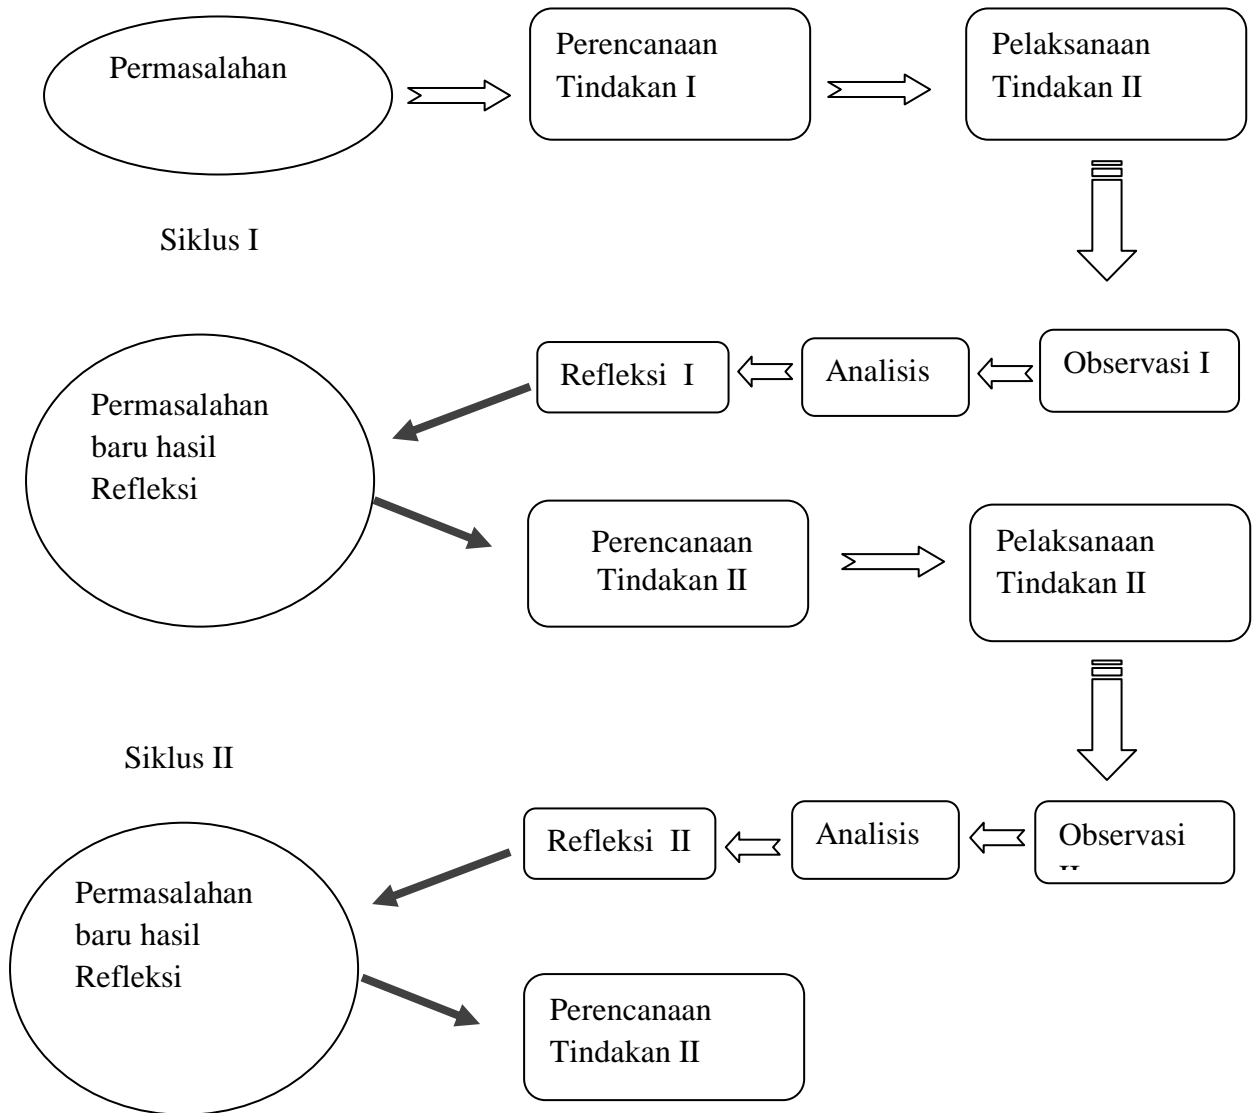 Permasalahan
Perencanaan
Tindakan I
Pelaksanaan
Tindakan II
Siklus I
Observasi I
Analisis
Refleksi I
Permasalahan
baru hasil
Refleksi
Perencanaan
Tindakan II
Pelaksanaan
Tindakan II
Siklus II
Observasi
Analisis
Refleksi II
Permasalahan
baru hasil
Refleksi
Perencanaan
Tindakan II